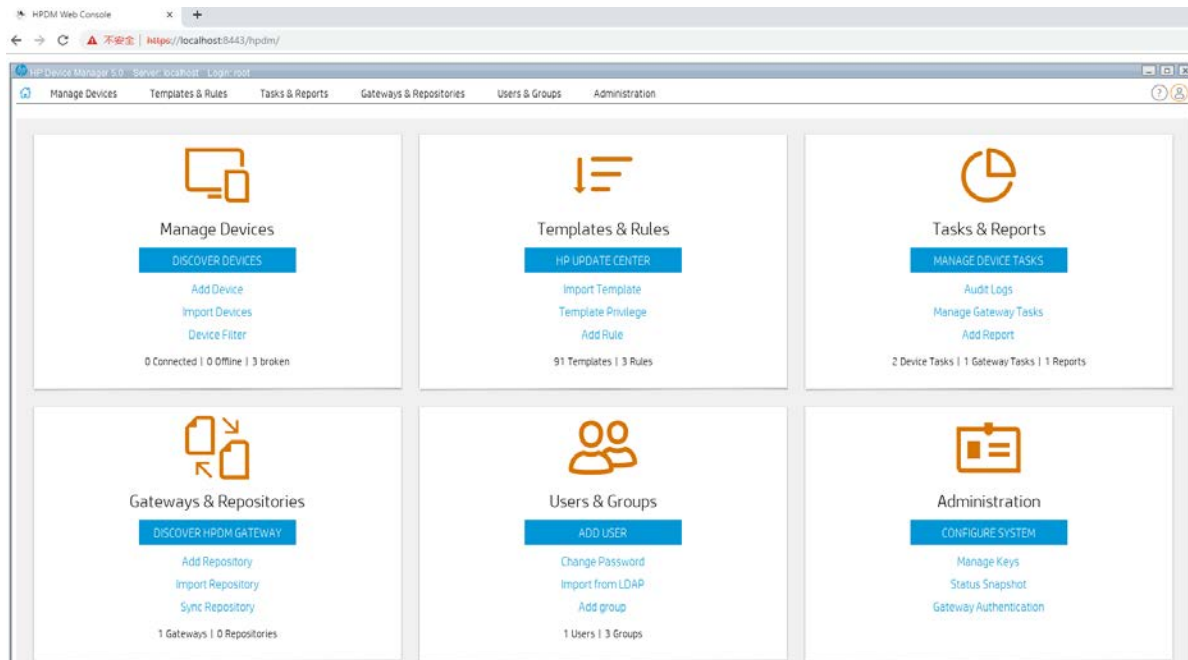 HPDM Web Console
不安全 | https://localhost:8443/hpdm/
HP Device Manager 5.0 Server: localhost Login: root
Manage Devices Templates & Rules Tasks & Reports Gateways & Repositories Users & Groups Administration
Manage Devices
DISCOVER DEVICES
Add Device
Import Devices
Device Filter
0 Connected | 0 Offline | 3 broken
Templates & Rules
HP UPDATE CENTER
Import Template
Template Privilege
Add Rule
91 Templates | 3 Rules
Tasks & Reports
MANAGE DEVICE TASKS
Audit Logs
Manage Gateway Tasks
Add Report
2 Device Tasks | 1 Gateway Tasks | 1 Reports
Gateways & Repositories
DISCOVER HPDM GATEWAY
Add Repository
Import Repository
Sync Repository
1 Gateways | 0 Repositories
Users & Groups
ADD USER
Change Password
Import from LDAP
Add group
1 Users | 3 Groups
Administration
CONFIGURE SYSTEM
Manage Keys
Status Snapshot
Gateway Authentication